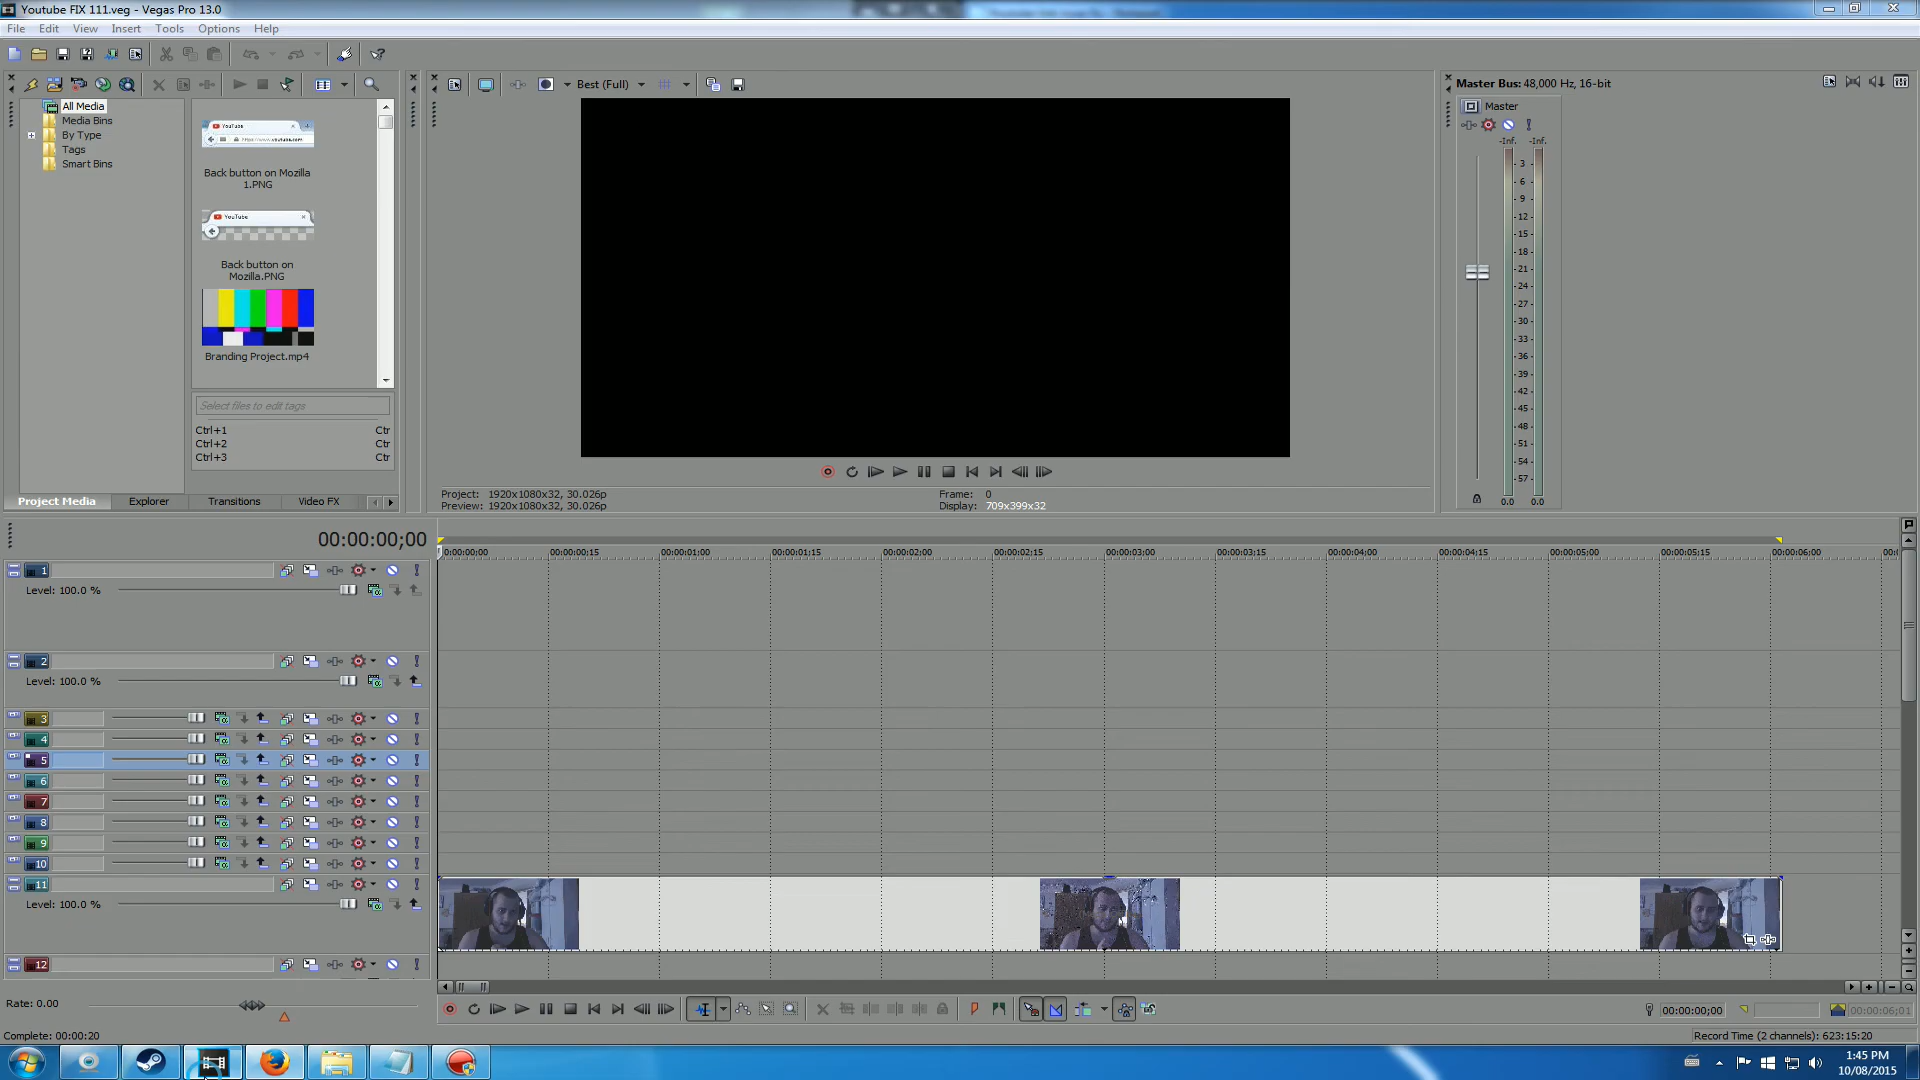 Youtube FIX 111.veg - Vegas Pro 13.0
File Edit View Insert Tools Options Help
Best (Full)
Master Bus: 48,000 Hz, 16-bit
All Media
Media Bins
By Type
Tags
Smart Bins
YouTube
Back button on Mozilla 1.PNG
YouTube
Back button on Mozilla.PNG
Branding Project.mp4
Select files to edit tags
Ctrl+1 Ctr
Ctrl+2 Ctr
Ctrl+3 Ctr
Project Media Explorer Transitions Video FX
Project: 1920x1080x32, 30.026p
Preview: 1920x1080x32, 30.026p
Frame: 0
Display: 709x399x32
Master
-Inf. -Inf.
3
6
9
12
15
18
21
24
27
30
33
36
39
42
45
48
51
54
57
0.0 0.0
00:00:00;00
0:00:00;00 00:00:00;15 00:00:01;00 00:00:01;15 00:00:02;00 00:00:02;15 00:00:03;00 00:00:03;15 00:00:04;00 00:00:04;15 00:00:05;00 00:00:05;15 00:00:06;00 00:0
1
Level: 100.0 %
2
Level: 100.0 %
3
4
5
6
7
8
9
10
11
Level: 100.0 %
12
Rate: 0.00
Complete: 00:00:20
00:00:00;00
00:00:06;01
Record Time (2 channels): 623:15:20
1:45 PM
10/08/2015